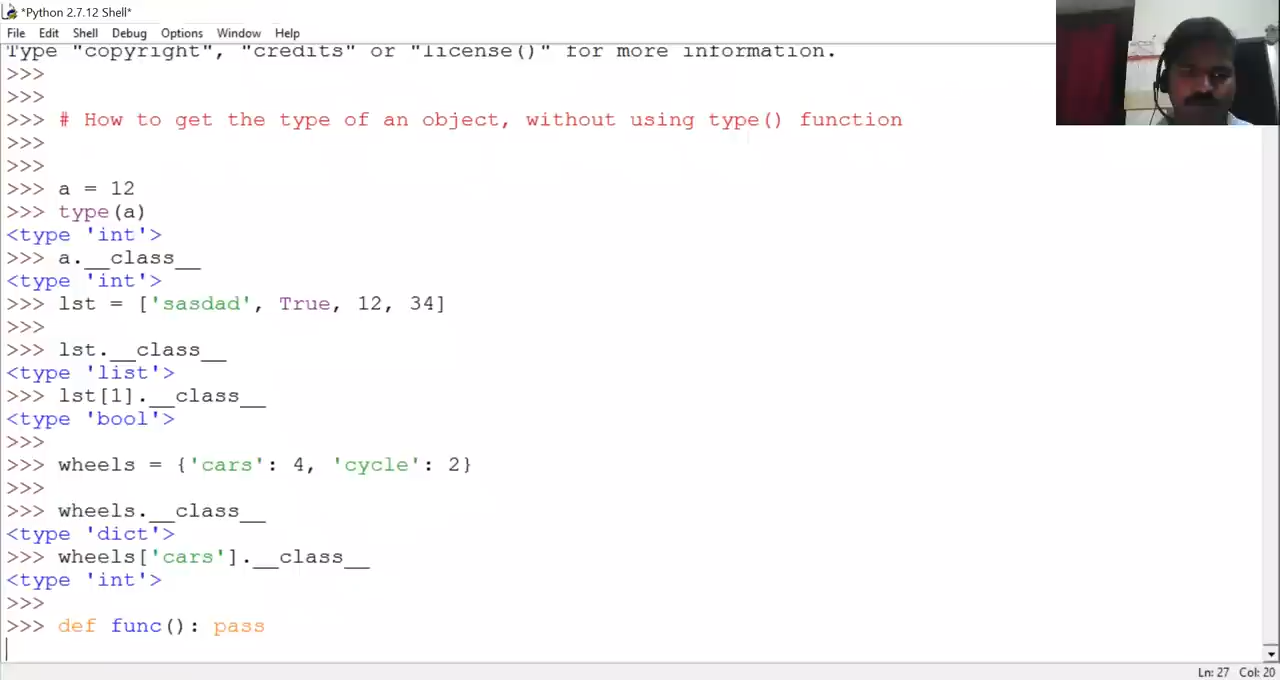 *Python 2.7.12 Shell*
File Edit Shell Debug Options Window Help
Type "copyright", "credits" or "license()" for more information.
>>>
>>>
>>> # How to get the type of an object, without using type() function
>>>
>>>
>>> a = 12
>>> type(a)
<type 'int'>
>>> a.__class__
<type 'int'>
>>> lst = ['sasdad', True, 12, 34]
>>>
>>> lst.__class__
<type 'list'>
>>> lst[1].__class__
<type 'bool'>
>>>
>>> wheels = {'cars': 4, 'cycle': 2}
>>>
>>> wheels.__class__
<type 'dict'>
>>> wheels['cars'].__class__
<type 'int'>
>>>
>>> def func(): pass
Ln: 27 Col: 20